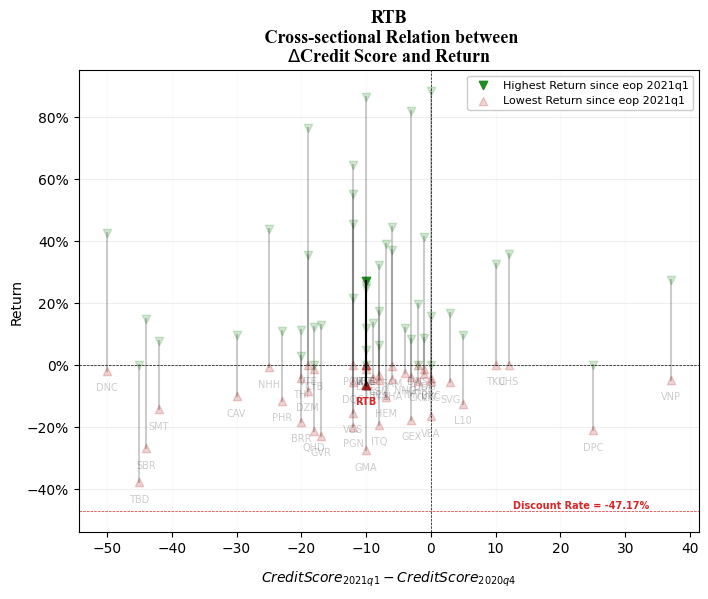 RTB
Cross-sectional Relation between
ΔCredit Score and Return
Highest Return since eop 2021q1
Lowest Return since eop 2021q1
Return
80%
60%
40%
20%
0%
−20%
−40%
DNC
TBD
SBR
SMT
CAV
NHH
PHR
BRR
DZM
QHD
GVR
PGN
RTB
GMA
HEM
ITQ
GEX
VLA
SVG
L10
TKU
CHS
DPC
VNP
Discount Rate = -47.17%
−50
−40
−30
−20
−10
0
10
20
30
40
CreditScore2021q1 − CreditScore2020q4